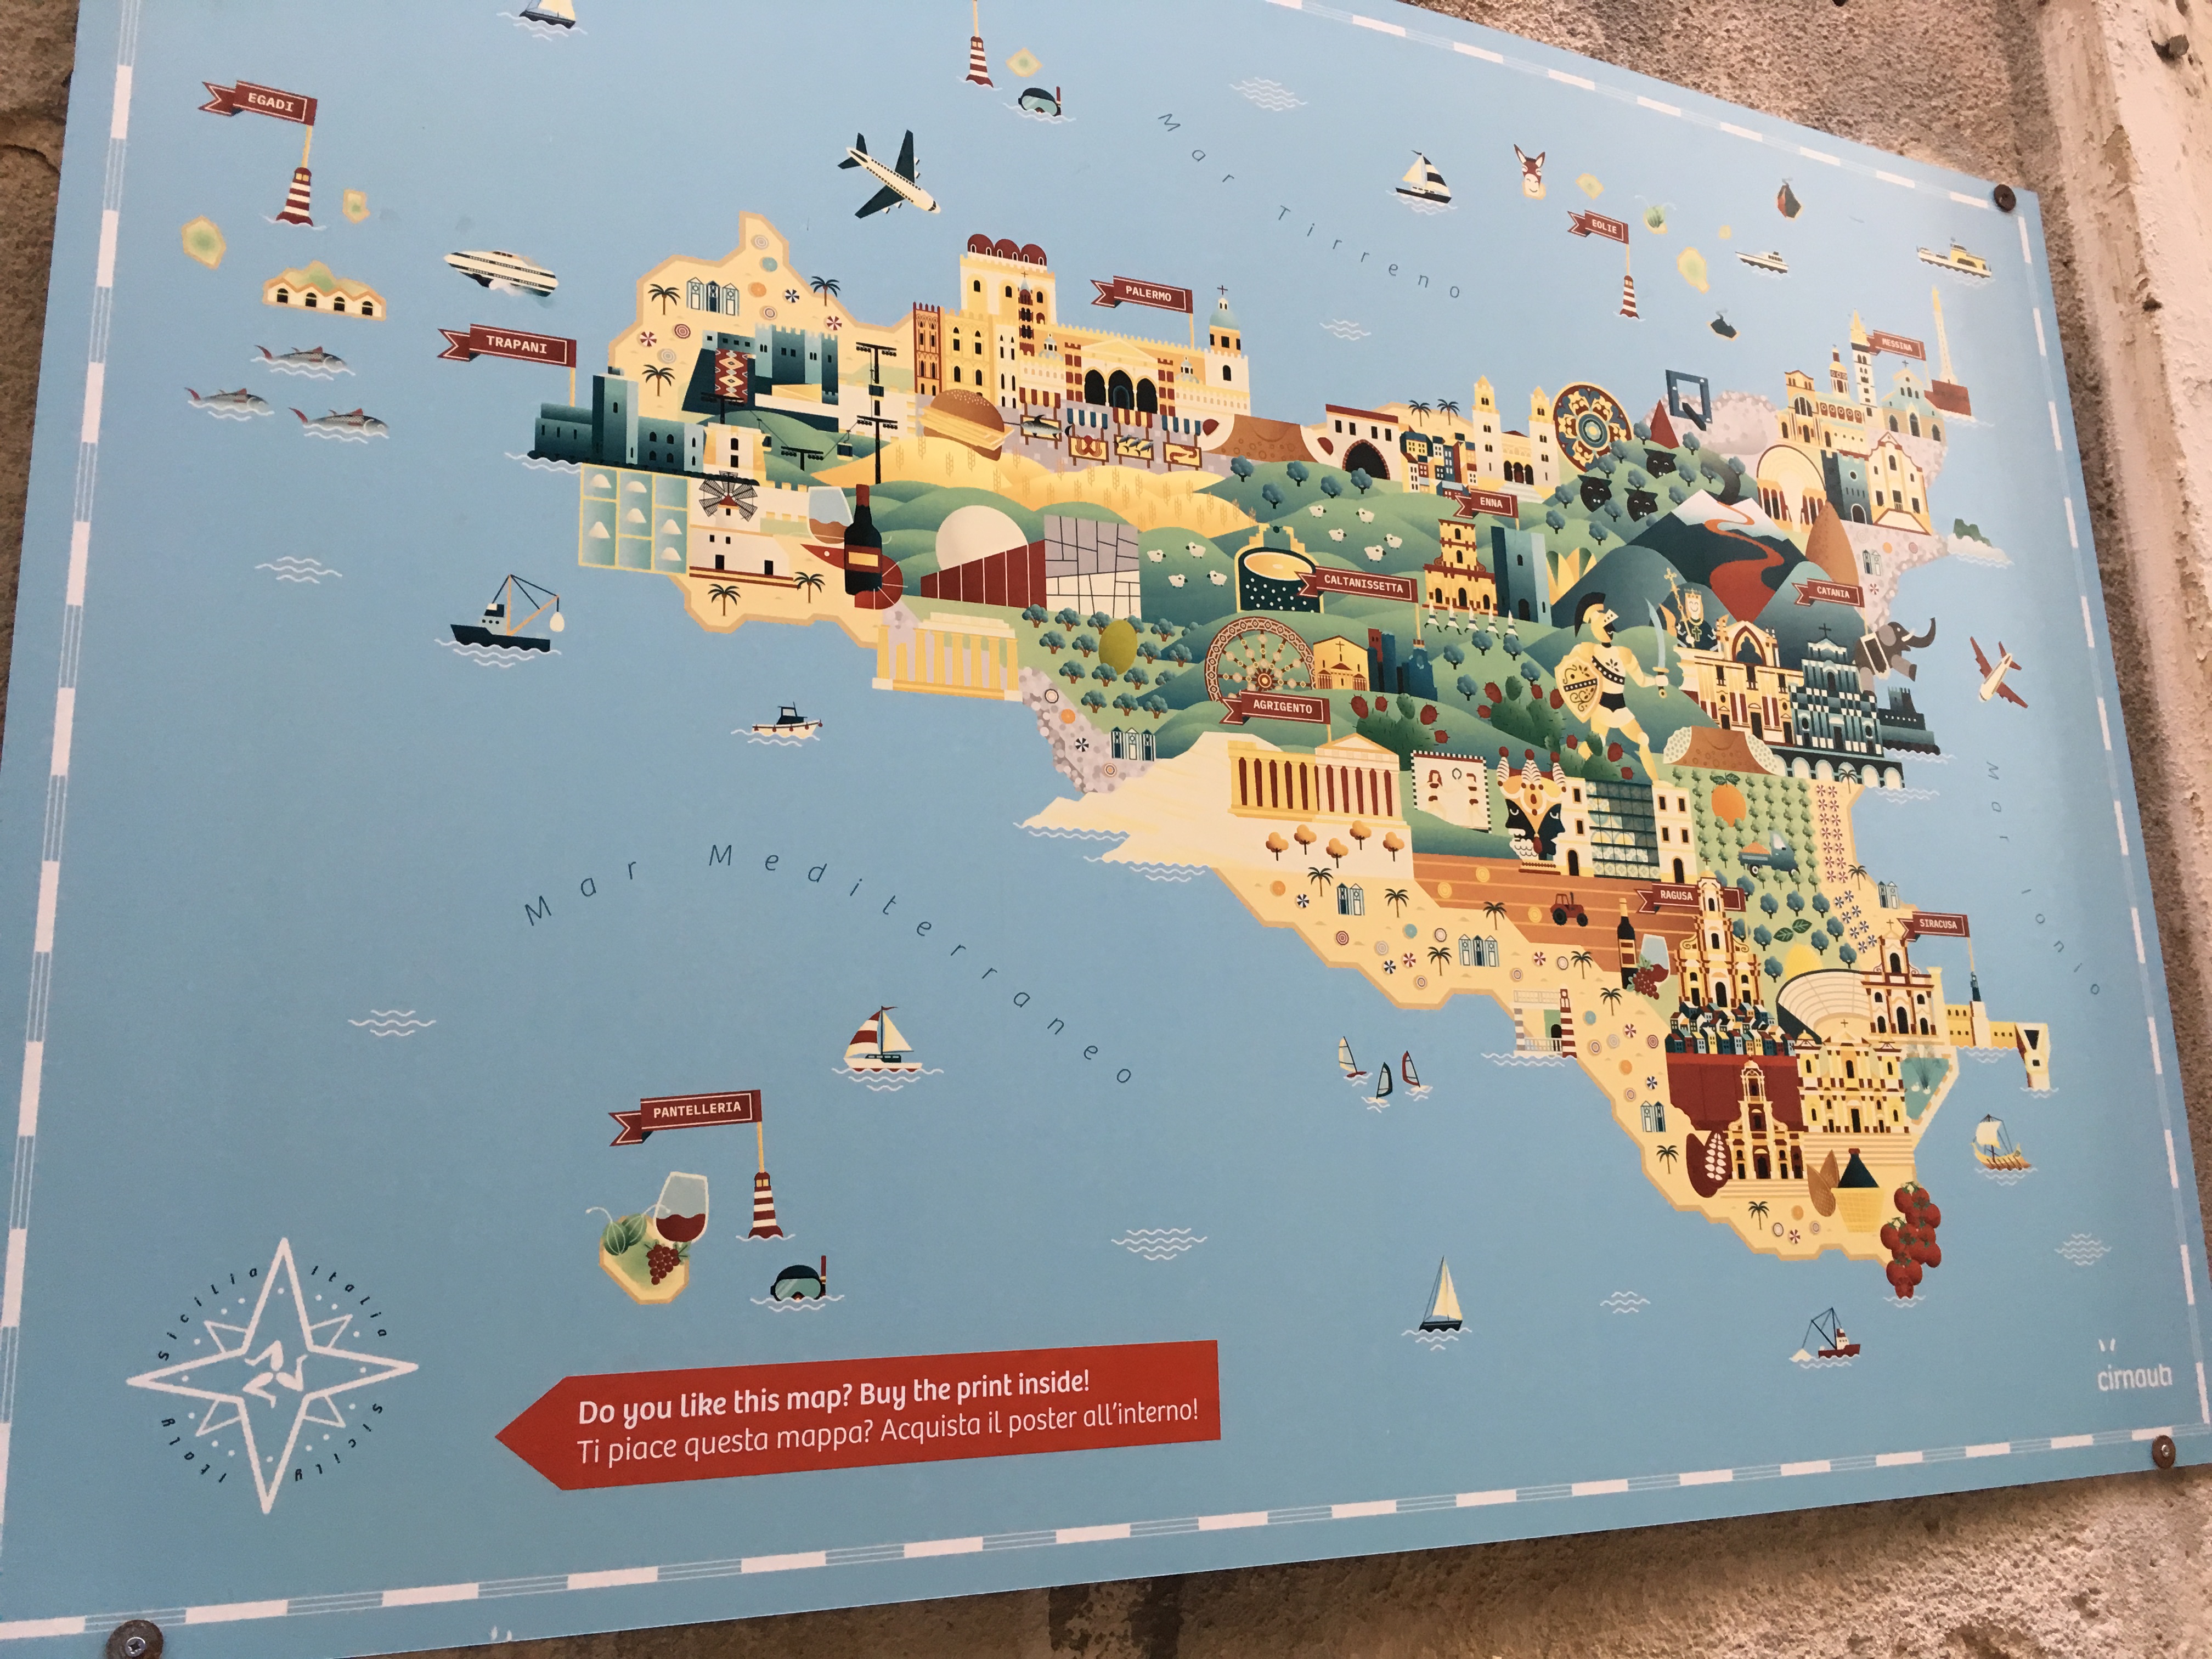 EGADI
Mar Tirreno
EOLIE
PALERMO
TRAPANI
MESSINA
ENNA
CALTANISSETTA
CATANIA
AGRIGENTO
Mar Ionio
Mar Mediterraneo
RAGUSA
SIRACUSA
PANTELLERIA
Sicilia Italia
Sicily Italy
Do you like this map? Buy the print inside!
Ti piace questa mappa? Acquista il poster all'interno!
cirnaub